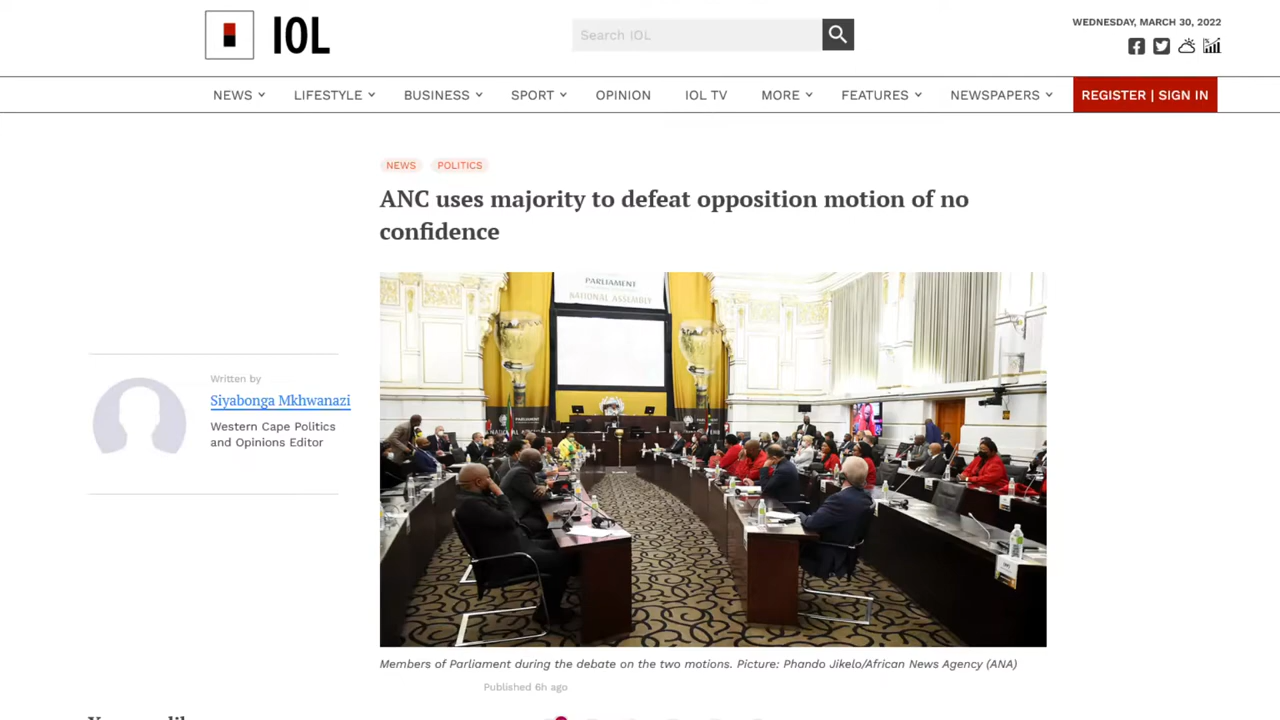 IOL
Search IOL
WEDNESDAY, MARCH 30, 2022
NEWS LIFESTYLE BUSINESS SPORT OPINION IOL TV MORE FEATURES NEWSPAPERS REGISTER | SIGN IN
NEWS POLITICS
ANC uses majority to defeat opposition motion of no
confidence
PARLIAMENT
NATIONAL ASSEMBLY
PARLIAMENT
Written by
Siyabonga Mkhwanazi
Western Cape Politics
and Opinions Editor
Members of Parliament during the debate on the two motions. Picture: Phando Jikelo/African News Agency (ANA)
Published 6h ago